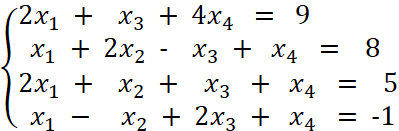 2x₁ + x₃ + 4x₄ = 9
x₁ + 2x₂ - x₃ + x₄ = 8
2x₁ + x₂ + x₃ + x₄ = 5
x₁ − x₂ + 2x₃ + x₄ = -1